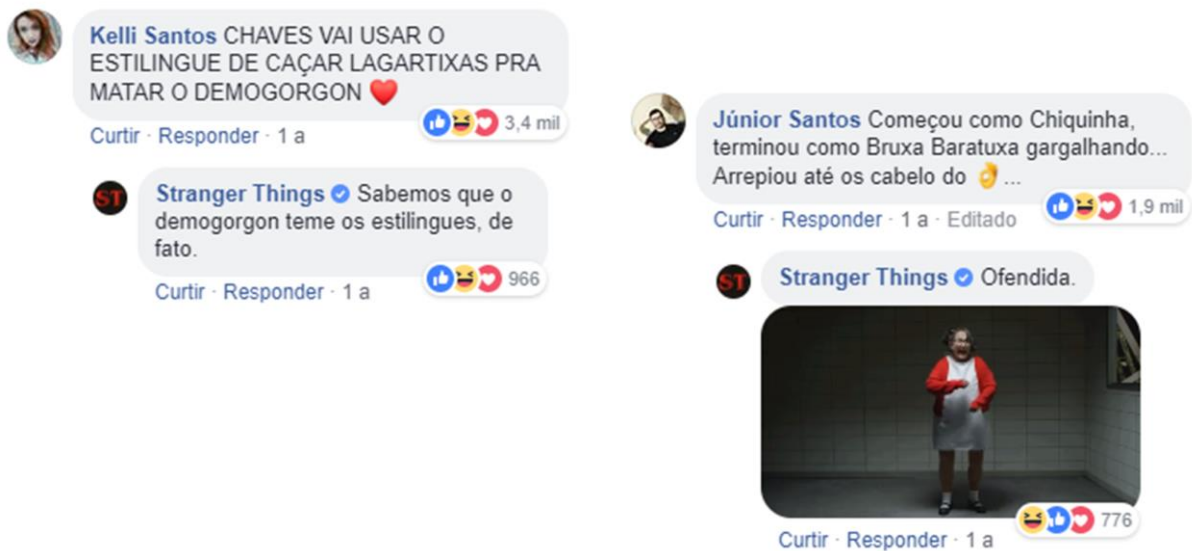 Kelli Santos CHAVES VAI USAR O
ESTILINGUE DE CAÇAR LAGARTIXAS PRA
MATAR O DEMOGORGON ❤️
3,4 mil
Curtir · Responder · 1 a
ST
Stranger Things Sabemos que o
demogorgon teme os estilingues, de
fato.
966
Curtir · Responder · 1 a
Júnior Santos Começou como Chiquinha,
terminou como Bruxa Baratuxa gargalhando...
Arrepiou até os cabelo do 👌...
1,9 mil
Curtir · Responder · 1 a · Editado
ST
Stranger Things Ofendida.
776
Curtir · Responder · 1 a